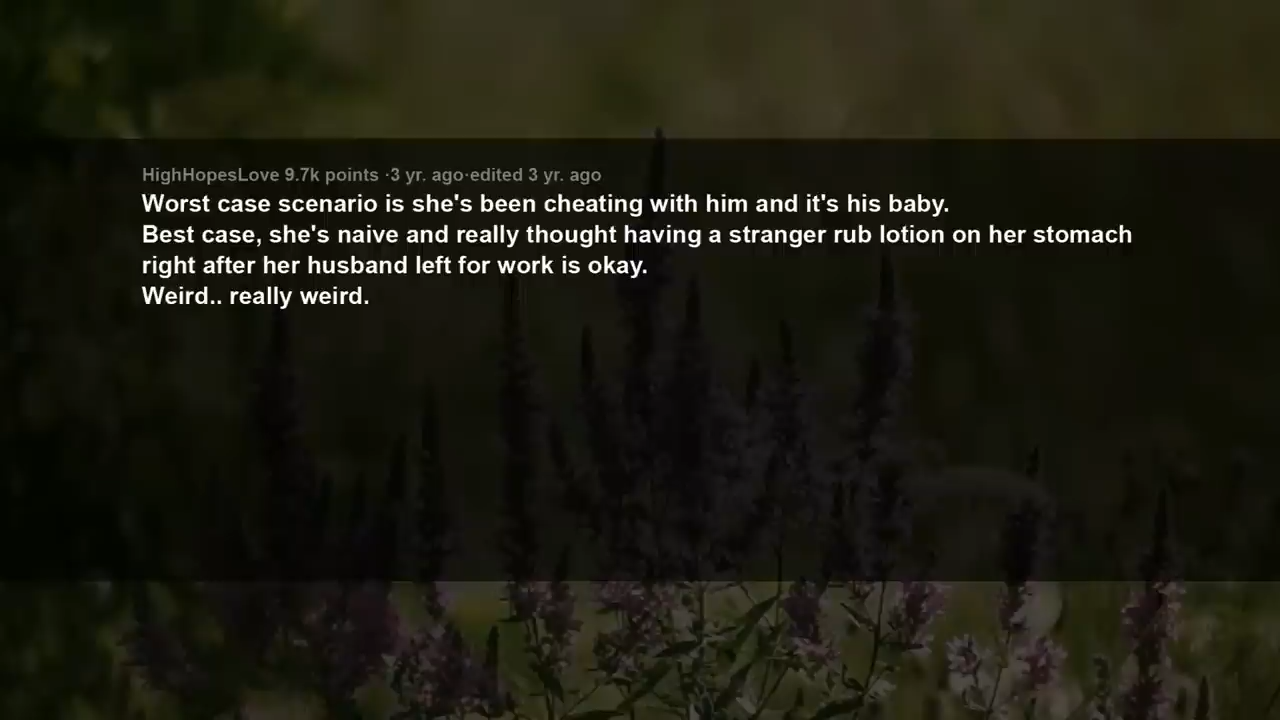 HighHopesLove 9.7k points ·3 yr. ago·edited 3 yr. ago
Worst case scenario is she's been cheating with him and it's his baby.
Best case, she's naive and really thought having a stranger rub lotion on her stomach
right after her husband left for work is okay.
Weird.. really weird.